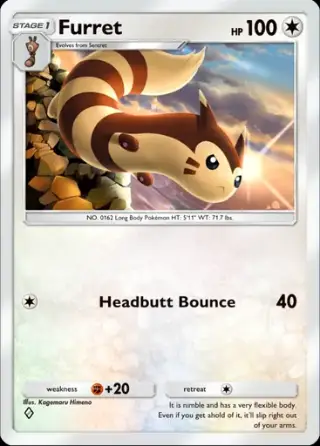 STAGE 1
Furret
HP 100
Evolves from Sentret
NO. 0162 Long Body Pokémon HT: 5'11" WT: 71.7 lbs.
Headbutt Bounce 40
weakness +20 retreat
Illus. Kagemaru Himeno
It is nimble and has a very flexible body.
Even if you get ahold of it, it'll slip right out
of your arms.